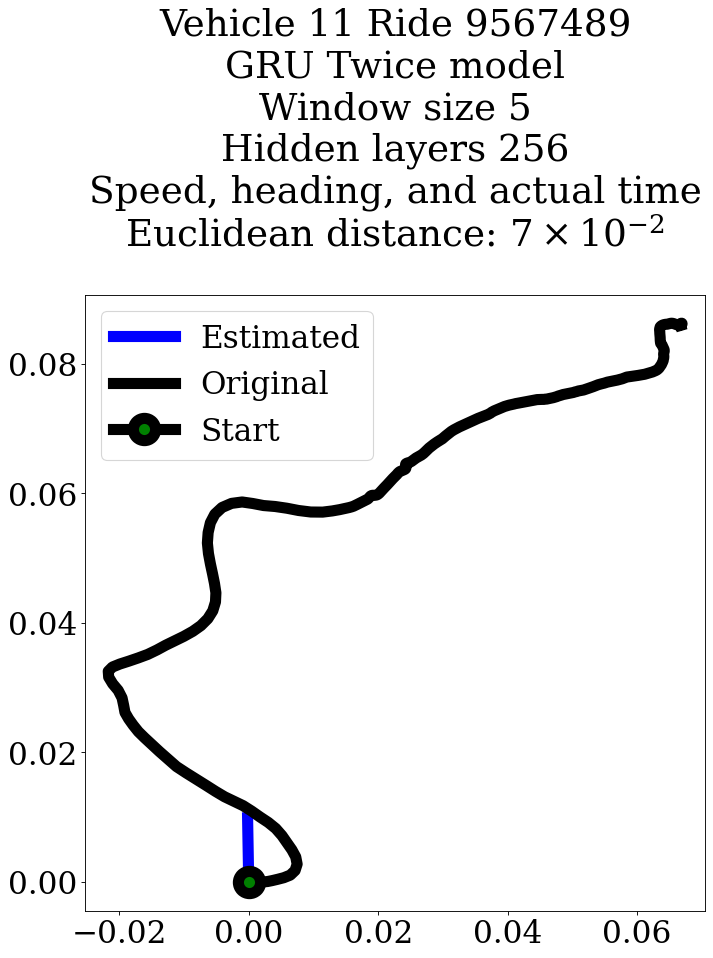 Vehicle 11 Ride 9567489
GRU Twice model
Window size 5
Hidden layers 256
Speed, heading, and actual time
Euclidean distance: 7 × 10⁻²
Estimated
Original
Start
0.08
0.06
0.04
0.02
0.00
−0.02 0.00 0.02 0.04 0.06